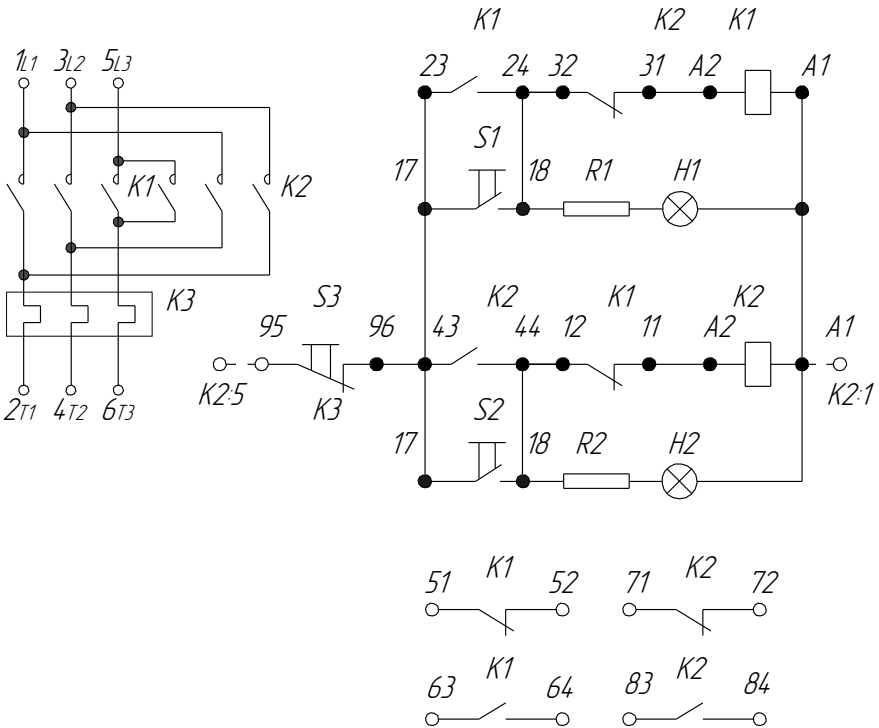 K1 K2 K1
1L1 3L2 5L3 23 24 32 31 A2 A1
S1
17 18 R1 H1
K1 K2
K3 S3 K2 K1 K2
95 96 43 44 12 11 A2 A1
K2:5 K3 S2 K2:1
2T1 4T2 6T3
17 18 R2 H2
K1 K2
51 52 71 72
K1 K2
63 64 83 84